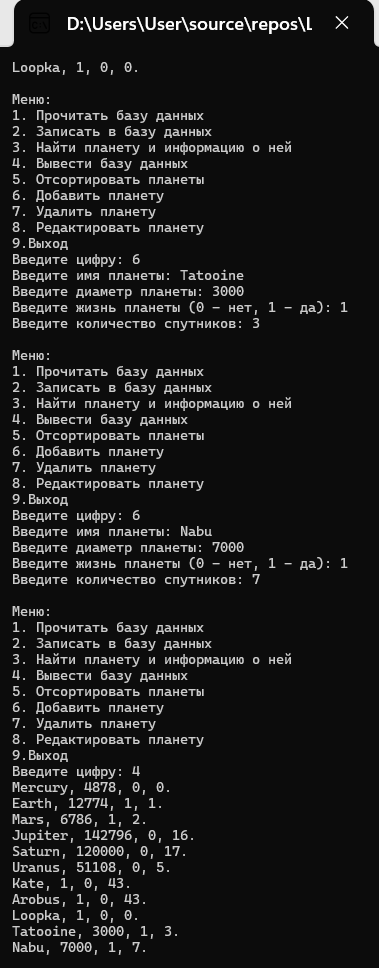 D:\Users\User\source\repos\L
Loopka, 1, 0, 0.
Меню:
1. Прочитать базу данных
2. Записать в базу данных
3. Найти планету и информацию о ней
4. Вывести базу данных
5. Отсортировать планеты
6. Добавить планету
7. Удалить планету
8. Редактировать планету
9.Выход
Введите цифру: 6
Введите имя планеты: Tatooine
Введите диаметр планеты: 3000
Введите жизнь планеты (0 - нет, 1 - да): 1
Введите количество спутников: 3
Меню:
1. Прочитать базу данных
2. Записать в базу данных
3. Найти планету и информацию о ней
4. Вывести базу данных
5. Отсортировать планеты
6. Добавить планету
7. Удалить планету
8. Редактировать планету
9.Выход
Введите цифру: 6
Введите имя планеты: Nabu
Введите диаметр планеты: 7000
Введите жизнь планеты (0 - нет, 1 - да): 1
Введите количество спутников: 7
Меню:
1. Прочитать базу данных
2. Записать в базу данных
3. Найти планету и информацию о ней
4. Вывести базу данных
5. Отсортировать планеты
6. Добавить планету
7. Удалить планету
8. Редактировать планету
9.Выход
Введите цифру: 4
Mercury, 4878, 0, 0.
Earth, 12774, 1, 1.
Mars, 6786, 1, 2.
Jupiter, 142796, 0, 16.
Saturn, 120000, 0, 17.
Uranus, 51108, 0, 5.
Kate, 1, 0, 43.
Arobus, 1, 0, 43.
Loopka, 1, 0, 0.
Tatooine, 3000, 1, 3.
Nabu, 7000, 1, 7.